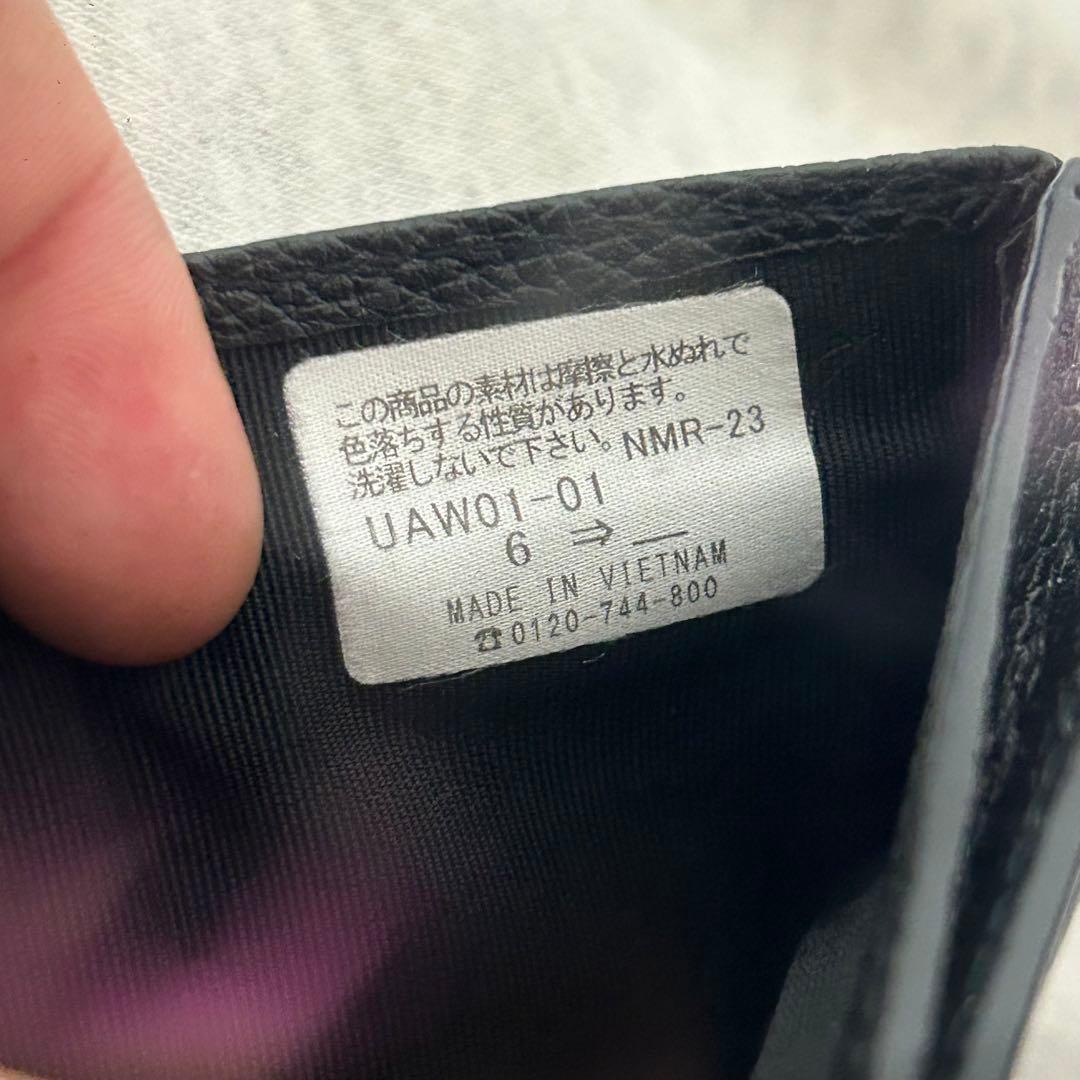 この商品の素材は摩擦と水ぬれで
色落ちする性質があります。
洗濯しないで下さい。 NMR-23
UAW01-01
6 ⇒ __
MADE IN VIETNAM
☎0120-744-800